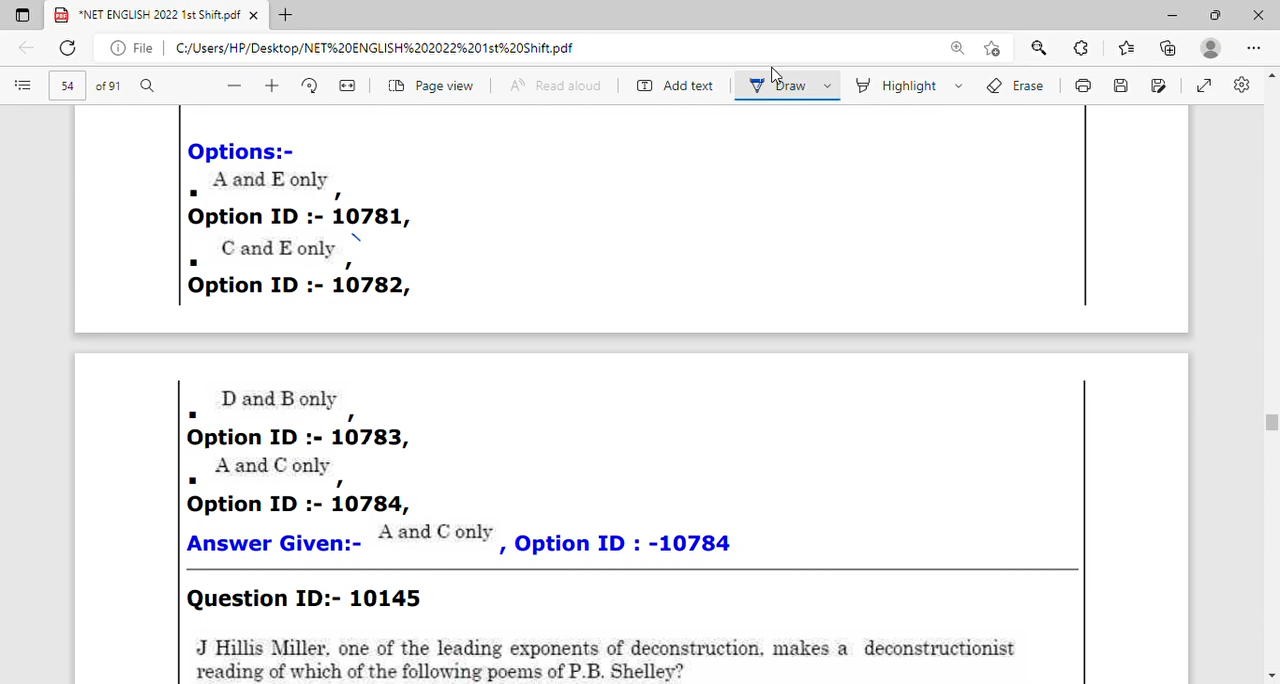 *NET ENGLISH 2022 1st Shift.pdf
File
C:/Users/HP/Desktop/NET%20ENGLISH%202022%201st%20Shift.pdf
54 of 91
Page view
Read aloud
Add text
Draw
Highlight
Erase
Options:-
A and E only ,
Option ID :- 10781,
C and E only ,
Option ID :- 10782,
D and B only ,
Option ID :- 10783,
A and C only ,
Option ID :- 10784,
Answer Given:- A and C only , Option ID : -10784
Question ID:- 10145
J Hillis Miller, one of the leading exponents of deconstruction, makes a deconstructionist
reading of which of the following poems of P.B. Shelley?